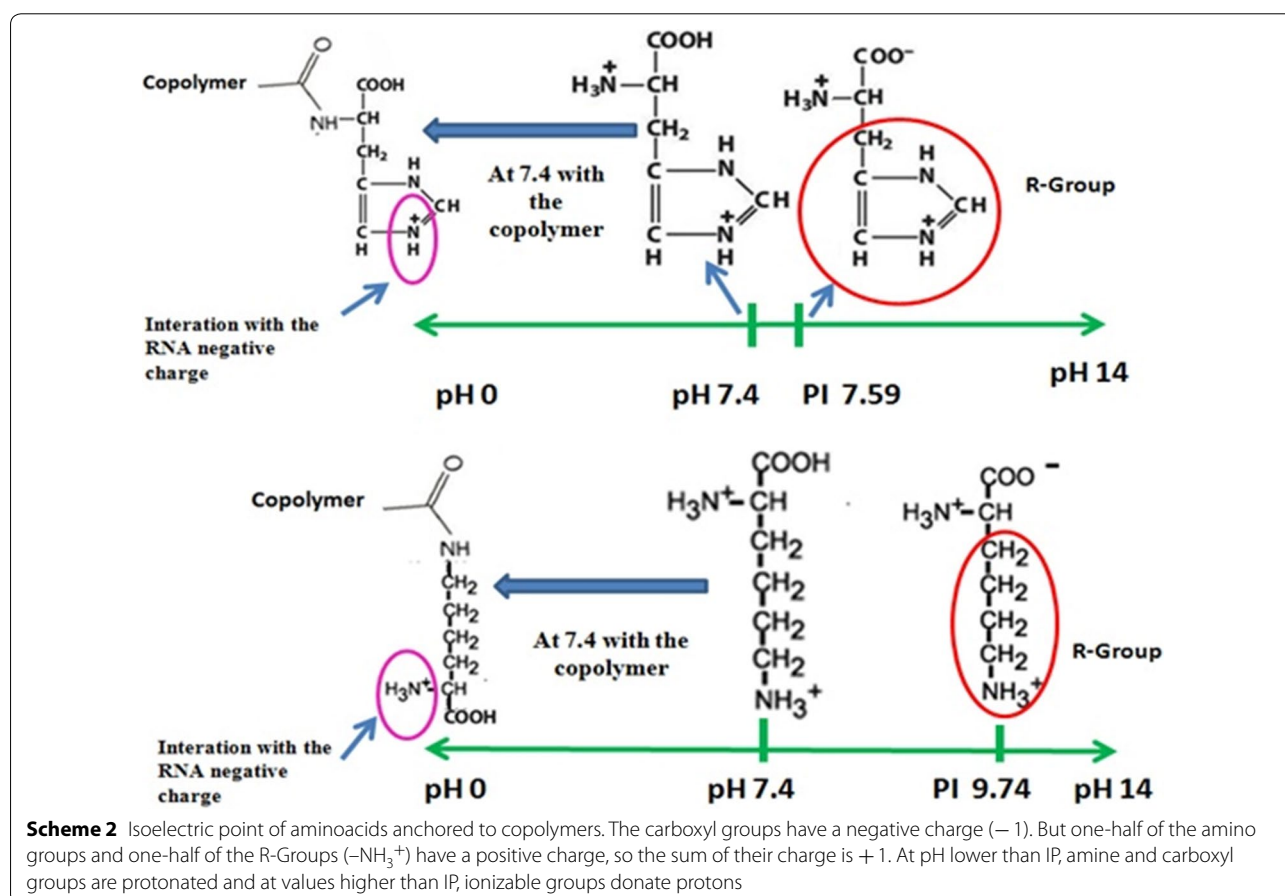 O
COOH
COOH
COO⁻
Copolymer
COOH
H₃N⁺—CH
H₃N⁺—CH
NH—CH
CH₂
CH₂
CH₂
H
H
H
C—N
C—N
C—N
At 7.4 with
the
copolymer
CH
CH
CH
R-Group
C—N⁺
C—N⁺
C—N⁺
H H
H H
H H
Interation with the
RNA negative
charge
pH 0
pH 7.4
PI 7.59
pH 14
O
COOH
COO⁻
Copolymer
H₃N⁺-CH
H₃N⁺-CH
NH
CH₂
CH₂
CH₂
CH₂
CH₂
CH₂
CH₂
CH₂
CH₂
CH₂
CH₂
CH₂
At 7.4 with the
copolymer
R-Group
H₃N⁺-CH
NH₃⁺
NH₃⁺
COOH
Interation with the
RNA negative
charge
pH 0
pH 7.4
PI 9.74
pH 14
Scheme 2 Isoelectric point of aminoacids anchored to copolymers. The carboxyl groups have a negative charge (− 1). But one-half of the amino
groups and one-half of the R-Groups (–NH₃⁺) have a positive charge, so the sum of their charge is + 1. At pH lower than IP, amine and carboxyl
groups are protonated and at values higher than IP, ionizable groups donate protons